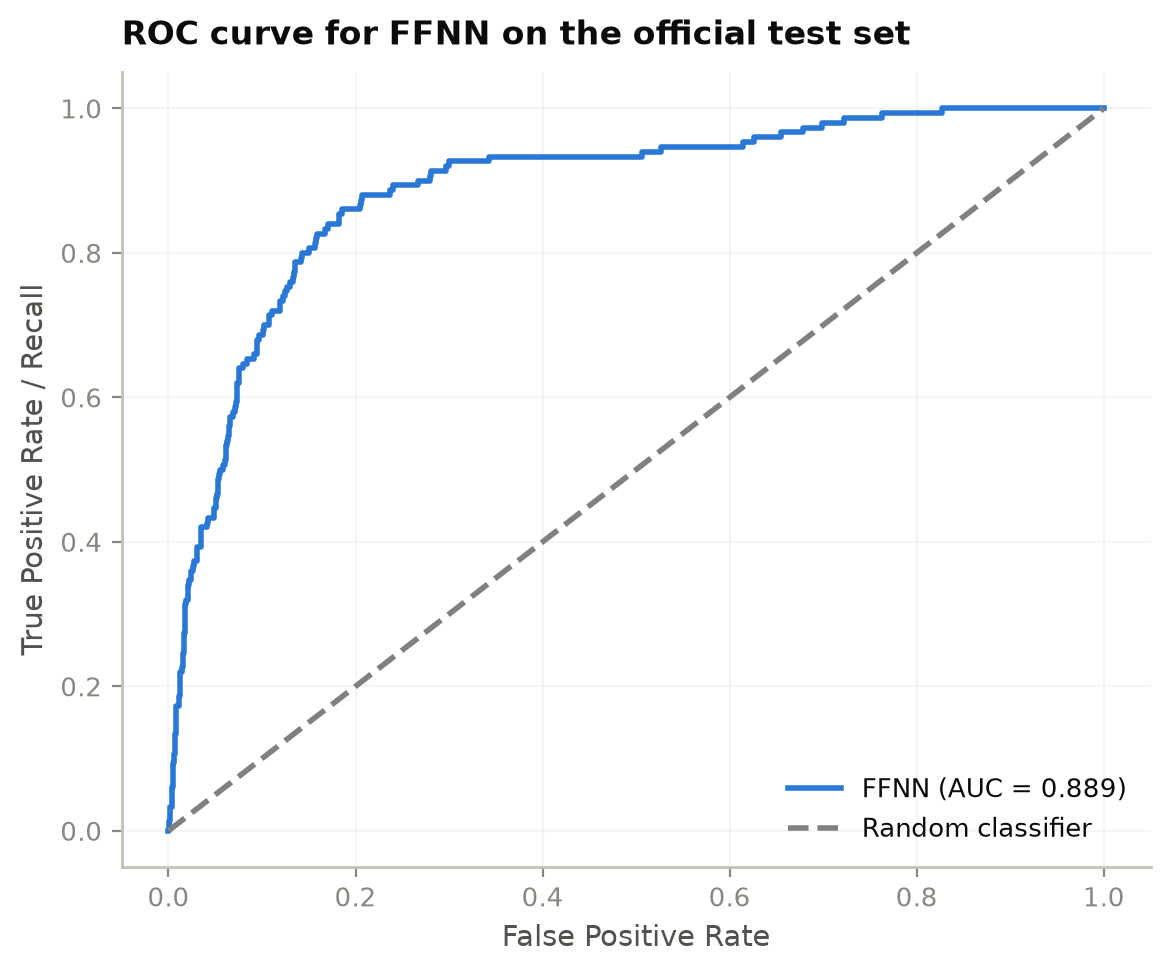 ROC curve for FFNN on the official test set
1.0
0.8
0.6
0.4
0.2
0.0
True Positive Rate / Recall
FFNN (AUC = 0.889)
Random classifier
0.0 0.2 0.4 0.6 0.8 1.0
False Positive Rate